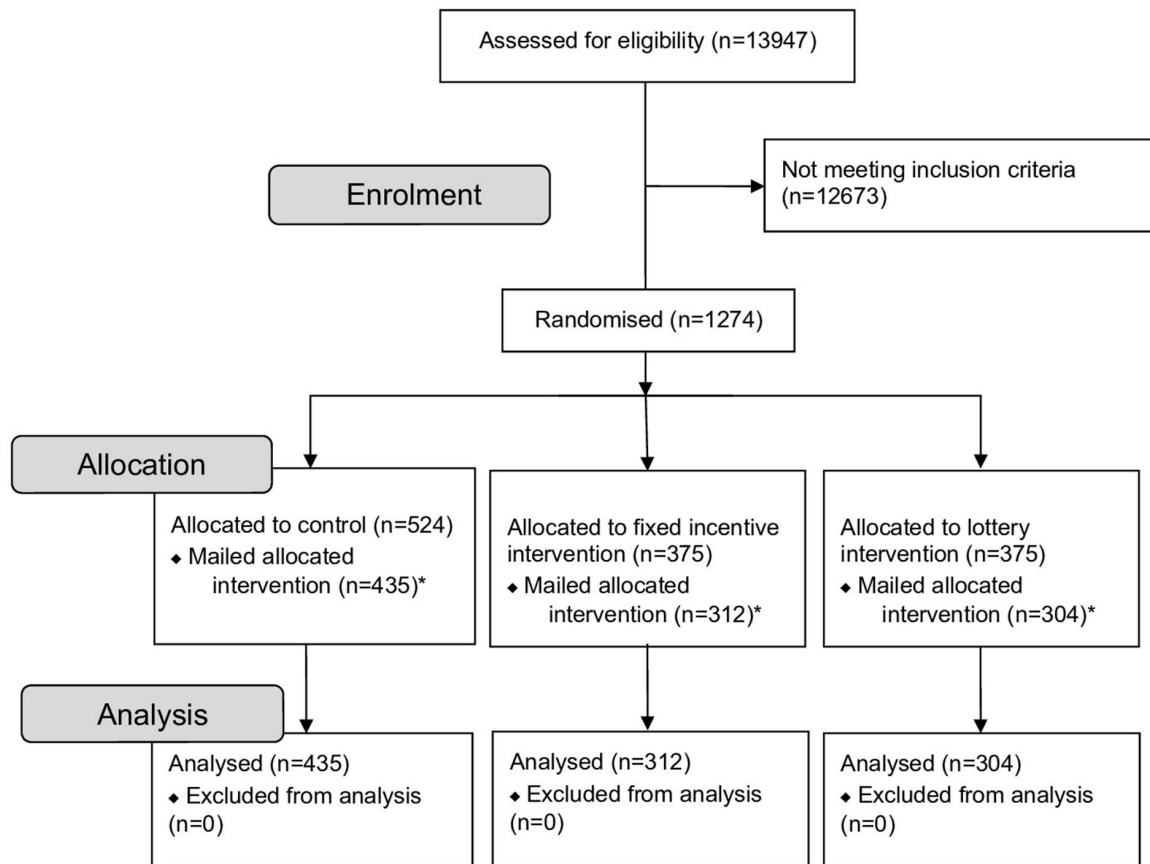 Assessed for eligibility (n=13947)
Enrolment
Not meeting inclusion criteria
(n=12673)
Randomised (n=1274)
Allocation
Allocated to control (n=524)
◆ Mailed allocated
intervention (n=435)*
Allocated to fixed incentive
intervention (n=375)
◆ Mailed allocated
intervention (n=312)*
Allocated to lottery
intervention (n=375)
◆ Mailed allocated
intervention (n=304)*
Analysis
Analysed (n=435)
◆ Excluded from analysis
(n=0)
Analysed (n=312)
◆ Excluded from analysis
(n=0)
Analysed (n=304)
◆ Excluded from analysis
(n=0)